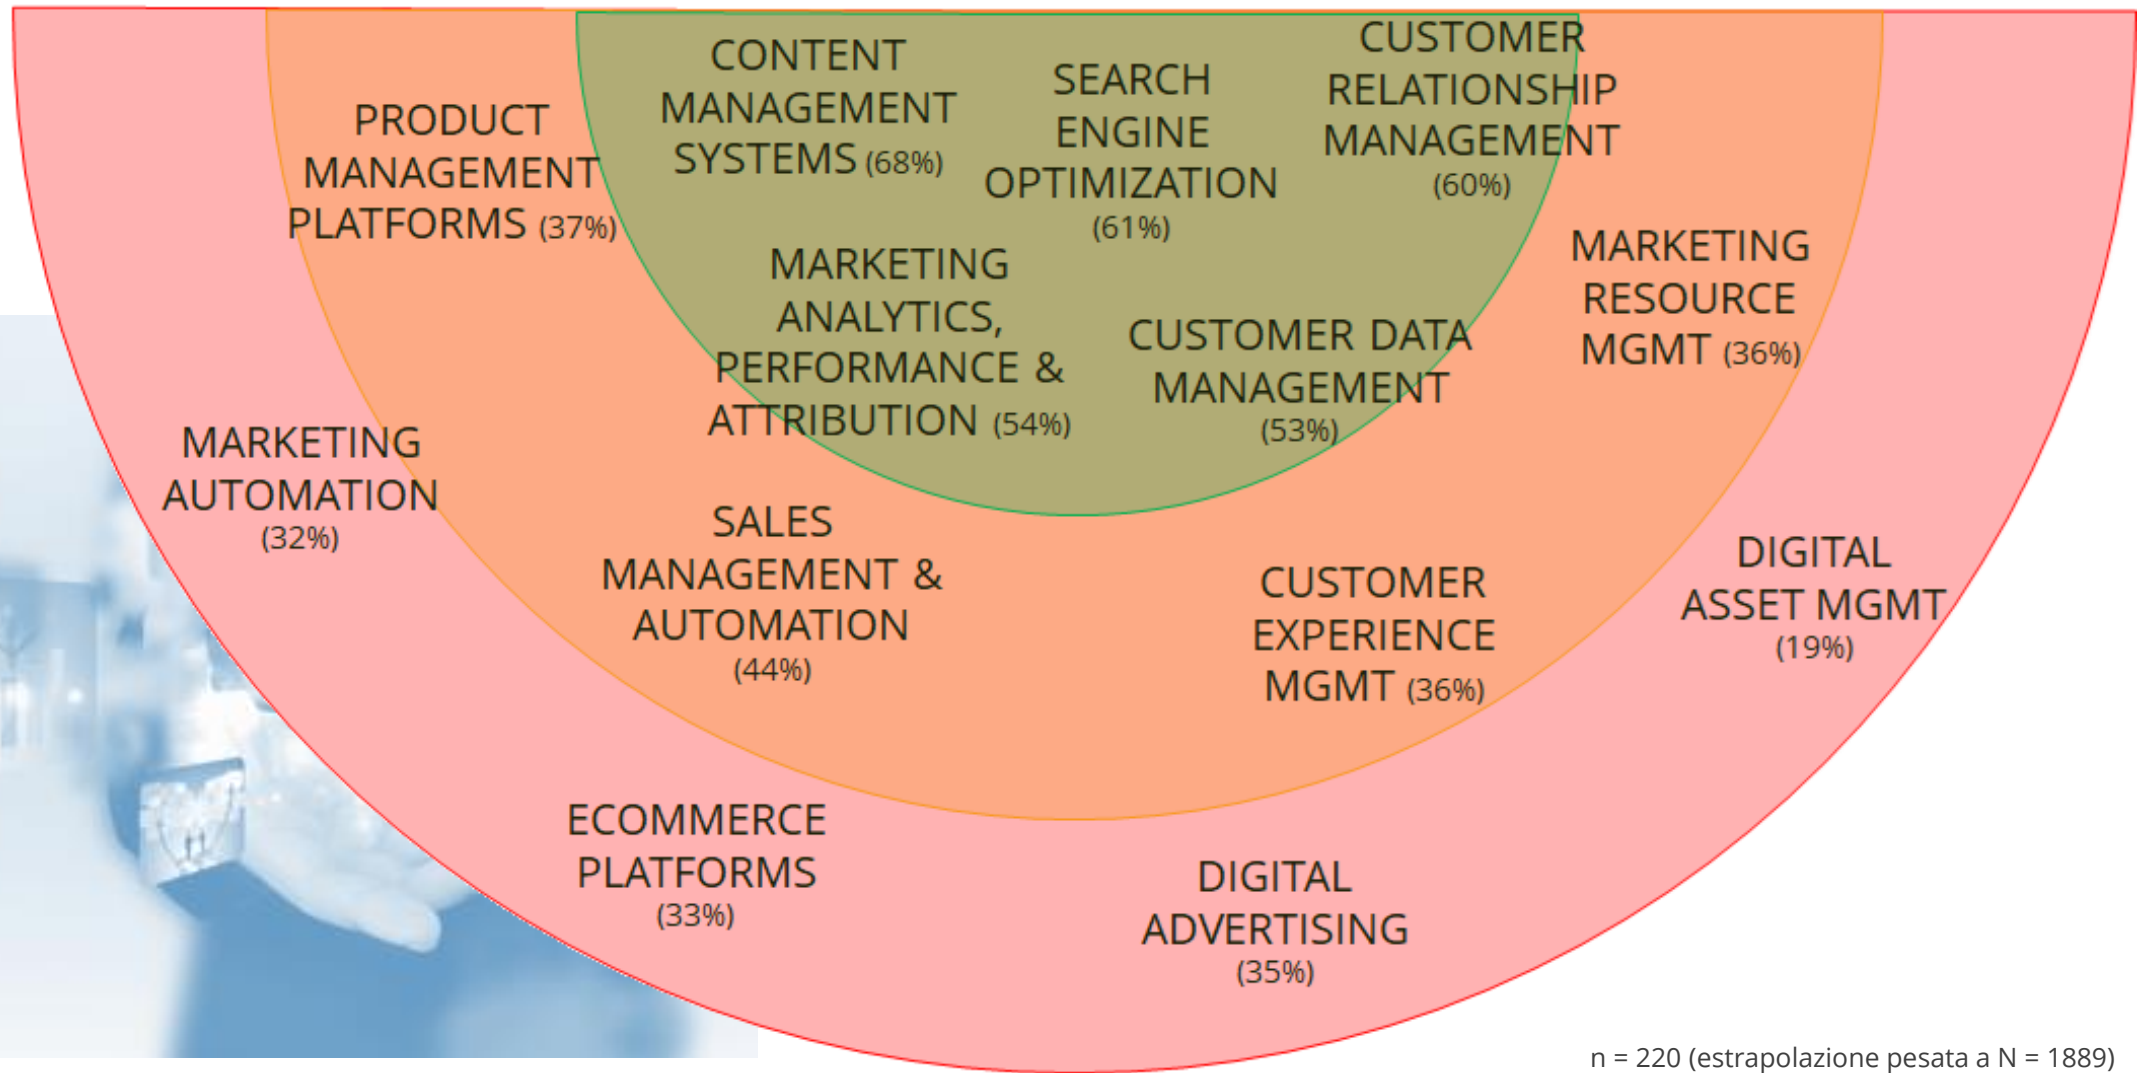 CONTENT
MANAGEMENT
SYSTEMS (68%)
SEARCH
ENGINE
OPTIMIZATION
(61%)
CUSTOMER
RELATIONSHIP
MANAGEMENT
(60%)
PRODUCT
MANAGEMENT
PLATFORMS (37%)
MARKETING
ANALYTICS,
PERFORMANCE &
ATTRIBUTION (54%)
CUSTOMER DATA
MANAGEMENT
(53%)
MARKETING
RESOURCE
MGMT (36%)
MARKETING
AUTOMATION
(32%)
SALES
MANAGEMENT &
AUTOMATION
(44%)
CUSTOMER
EXPERIENCE
MGMT (36%)
DIGITAL
ASSET MGMT
(19%)
ECOMMERCE
PLATFORMS
(33%)
DIGITAL
ADVERTISING
(35%)
n = 220 (estrapolazione pesata a N = 1889)